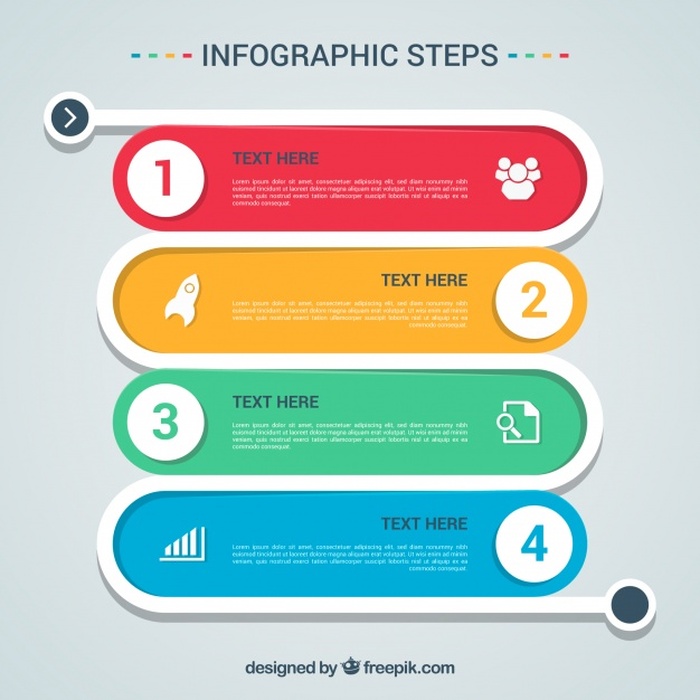 INFOGRAPHIC STEPS
1
TEXT HERE
Lorem ipsum dolor sit amet, consectetuer adipiscing elit, sed diam nonummy nibh
euismod tincidunt ut laoreet dolore magna aliquam erat volutpat. Ut wisi enim ad minim
veniam, quis nostrud exerci tation ullamcorper suscipit lobortis nisl ut aliquip ex ea
commodo consequat.
TEXT HERE
2
Lorem ipsum dolor sit amet, consectetuer adipiscing elit, sed diam nonummy nibh
euismod tincidunt ut laoreet dolore magna aliquam erat volutpat. Ut wisi enim ad minim
veniam, quis nostrud exerci tation ullamcorper suscipit lobortis nisl ut aliquip ex ea
commodo consequat.
3
TEXT HERE
Lorem ipsum dolor sit amet, consectetuer adipiscing elit, sed diam nonummy nibh
euismod tincidunt ut laoreet dolore magna aliquam erat volutpat. Ut wisi enim ad minim
veniam, quis nostrud exerci tation ullamcorper suscipit lobortis nisl ut aliquip ex ea
commodo consequat.
TEXT HERE
4
Lorem ipsum dolor sit amet, consectetuer adipiscing elit, sed diam nonummy nibh
euismod tincidunt ut laoreet dolore magna aliquam erat volutpat. Ut wisi enim ad minim
veniam, quis nostrud exerci tation ullamcorper suscipit lobortis nisl ut aliquip ex ea
commodo consequat.
designed by freepik.com